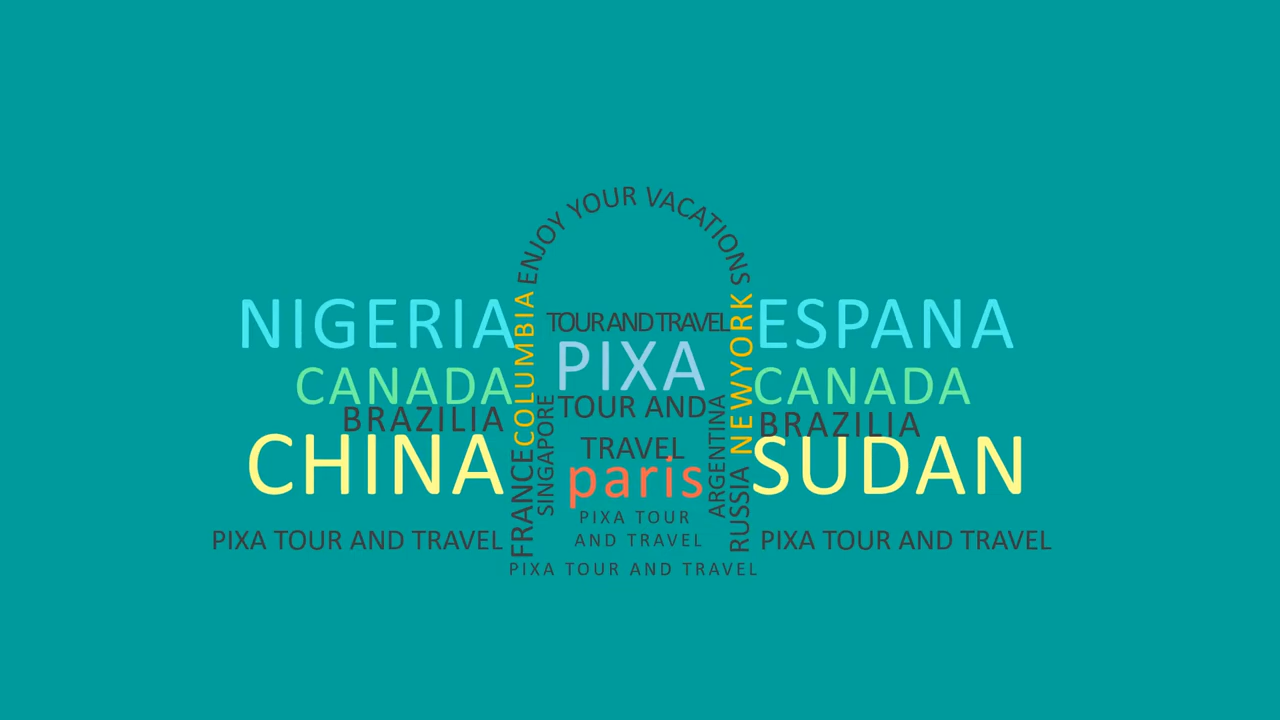 ENJOY YOUR VACATIONS
NIGERIA
CANADA
BRAZILIA
CHINA
PIXA TOUR AND TRAVEL
COLUMBIA
FRANCE
SINGAPORE
TOUR AND TRAVEL
PIXA
TOUR AND
TRAVEL
paris
PIXA TOUR
AND TRAVEL
PIXA TOUR AND TRAVEL
ARGENTINA
NEWYORK
RUSSIA
ESPANA
CANADA
BRAZILIA
SUDAN
PIXA TOUR AND TRAVEL